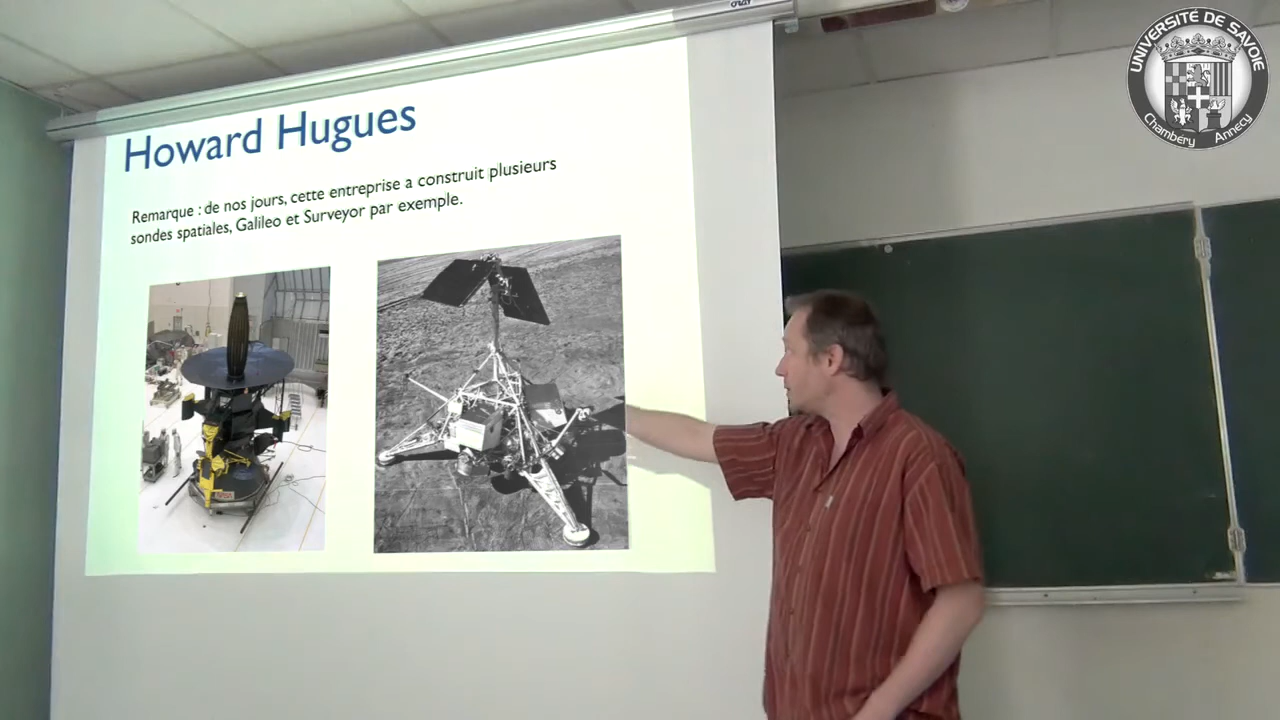 Howard Hugues
Remarque : de nos jours, cette entreprise a construit plusieurs
sondes spatiales, Galileo et Surveyor par exemple.
UNIVERSITÉ DE SAVOIE
Chambéry Annecy